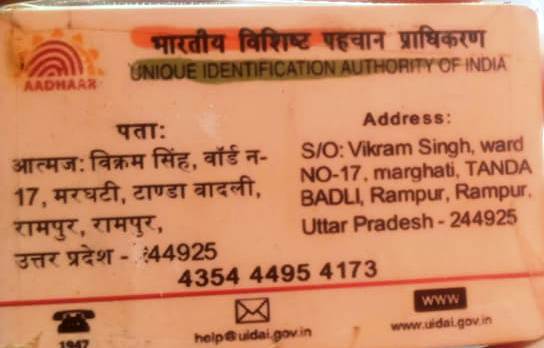 भारतीय विशिष्ट पहचान प्राधिकरण
UNIQUE IDENTIFICATION AUTHORITY OF INDIA
AADHAAR
पता:
आत्मज: विक्रम सिंह, वॉर्ड न-
17, मरघटी, टाण्डा बादली,
रामपुर, रामपुर,
उत्तर प्रदेश - 244925
Address:
S/O: Vikram Singh, ward
NO-17, marghati, TANDA
BADLI, Rampur, Rampur,
Uttar Pradesh - 244925
4354 4495 4173
1947
help@uidai.gov.in
www
www.uidai.gov.in